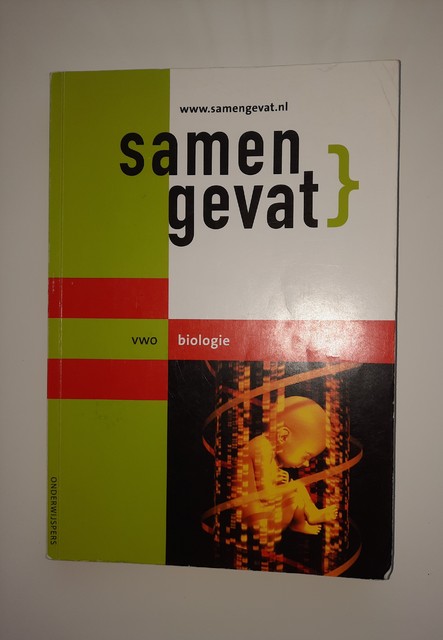 www.samengevat.nl
samen
gevat}
vwo biologie
ONDERWIJSPERS